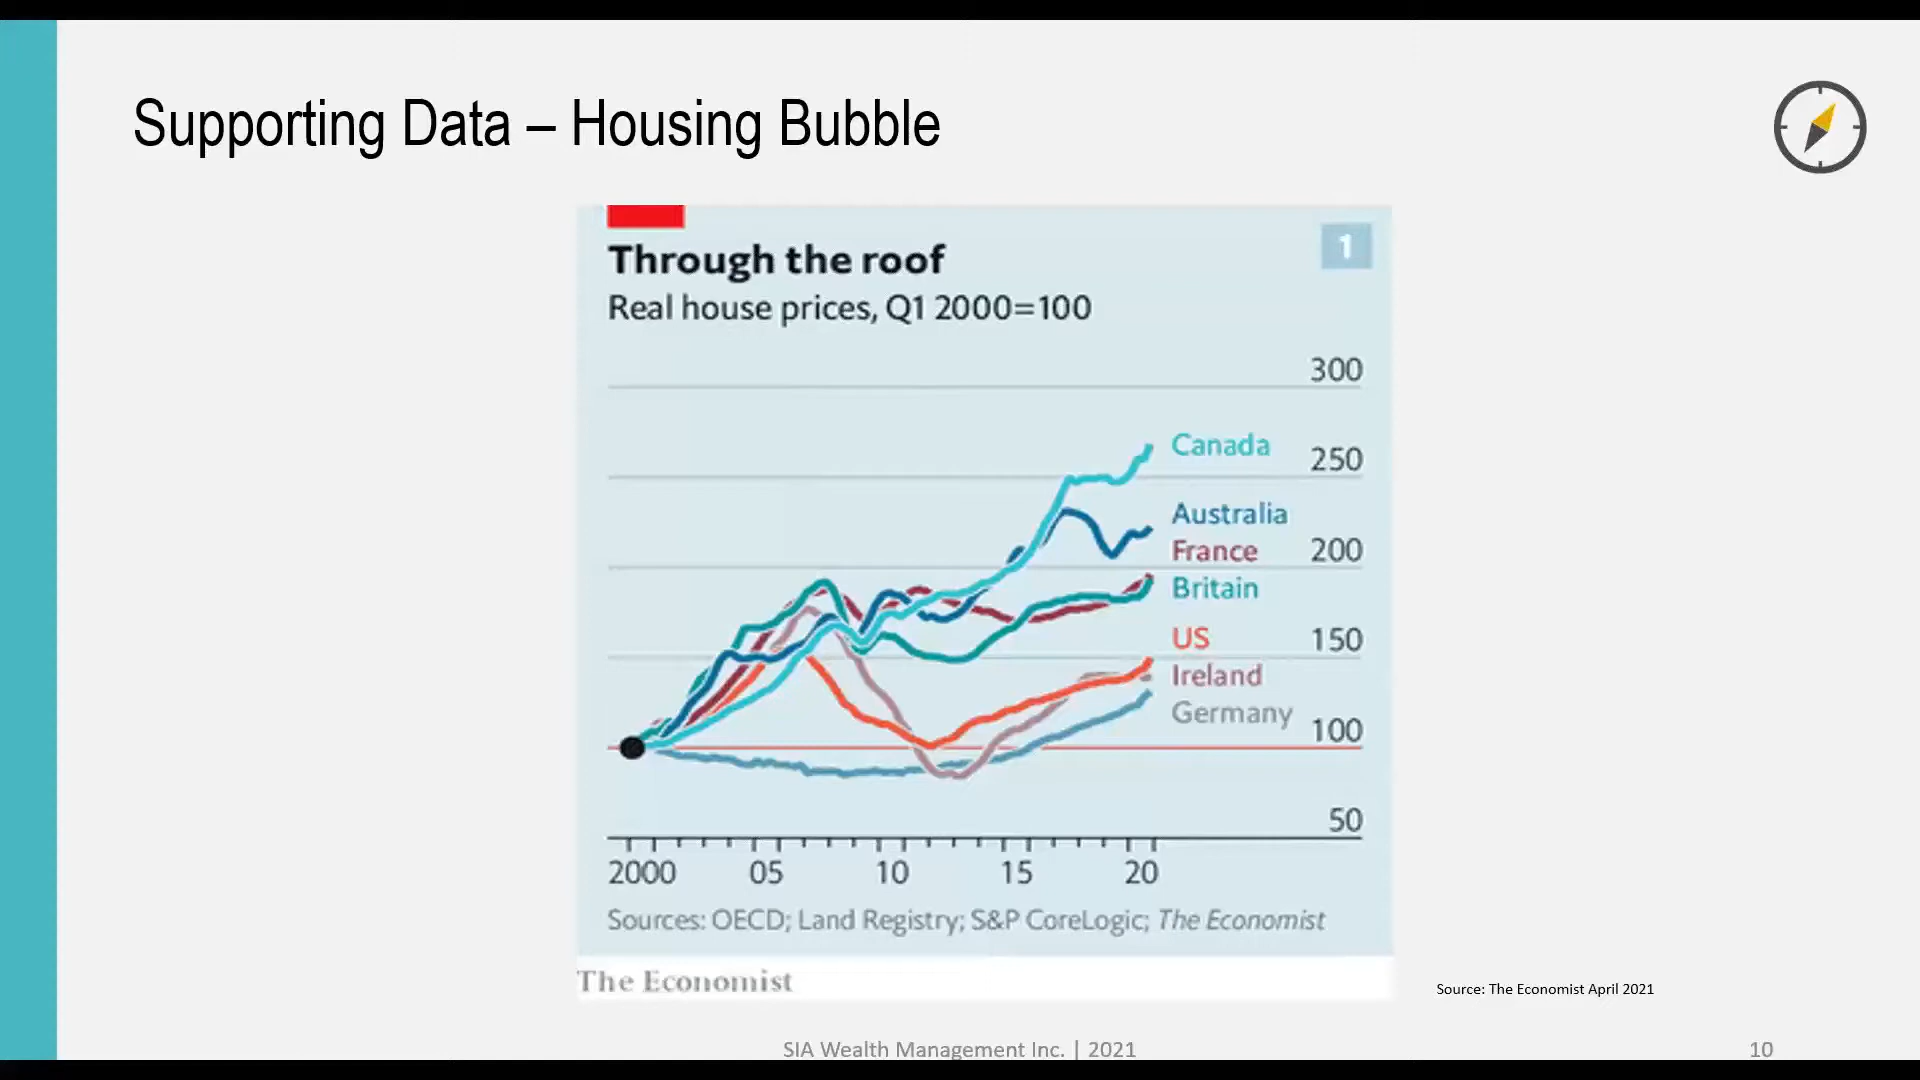 Supporting Data – Housing Bubble
1
Through the roof
Real house prices, Q1 2000=100
300
Canada
250
Australia
France
200
Britain
US
150
Ireland
Germany
100
50
2000 05 10 15 20
Sources: OECD; Land Registry; S&P CoreLogic; The Economist
The Economist
Source: The Economist April 2021
SIA Wealth Management Inc. | 2021
10